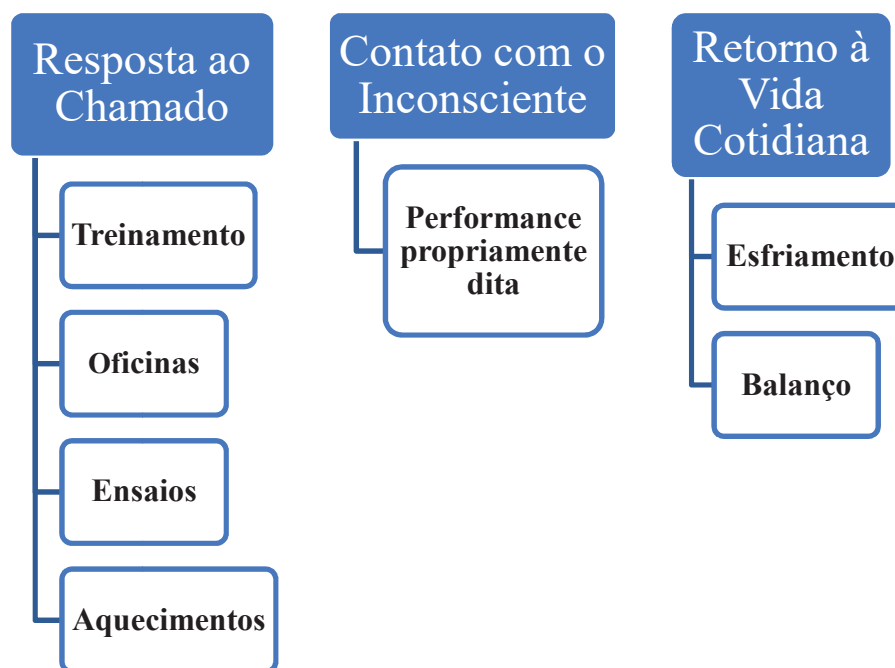 Resposta ao
Chamado
Treinamento
Oficinas
Ensaios
Aquecimentos
Contato com o
Inconsciente
Performance
propriamente
dita
Retorno à
Vida
Cotidiana
Esfriamento
Balanço